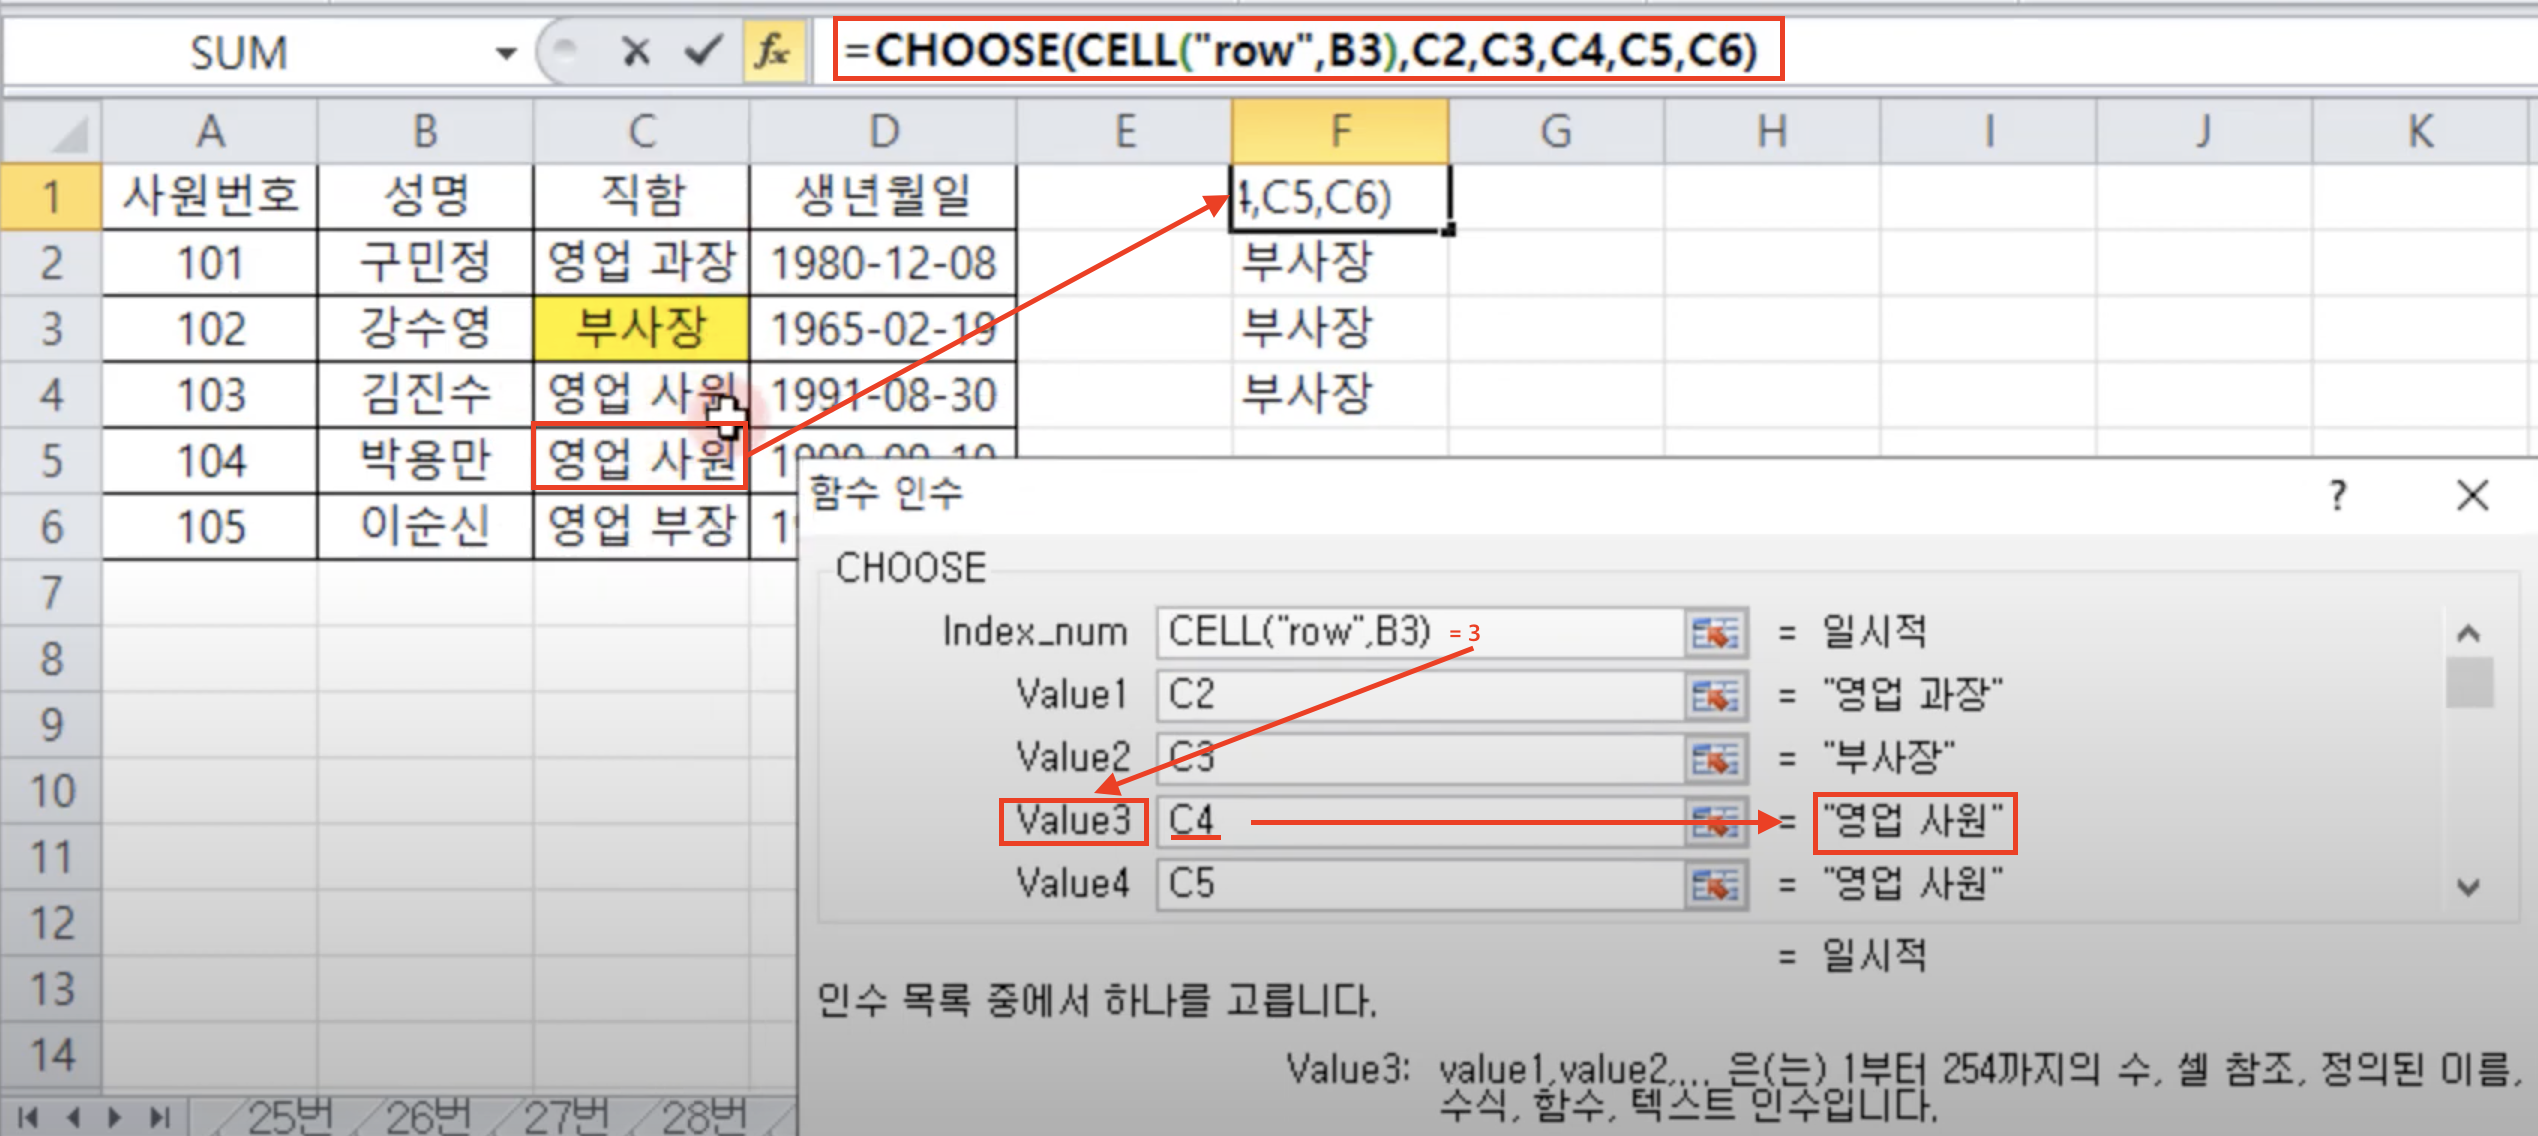 SUM =CHOOSE(CELL("row",B3),C2,C3,C4,C5,C6)
A B C D E F G H I J K
1 사원번호 성명 직함 생년월일 4,C5,C6)
2 101 구민정 영업 과장 1980-12-08 부사장
3 102 강수영 부사장 1965-02-19 부사장
4 103 김진수 영업 사원 1991-08-30 부사장
5 104 박용만 영업 사원
6 105 이순신 영업 부장
7
8
9
10
11
12
13
14
함수 인수 ?
CHOOSE
Index_num CELL("row",B3) = 3 = 일시적
Value1 C2 = "영업 과장"
Value2 C3 = "부사장"
Value3 C4 = "영업 사원"
Value4 C5 = "영업 사원"
= 일시적
인수 목록 중에서 하나를 고릅니다.
Value3: value1,value2,... 은(는) 1부터 254까지의 수, 셀 참조, 정의된 이름,
수식, 함수, 텍스트 인수입니다.
25번 26번 27번 28번